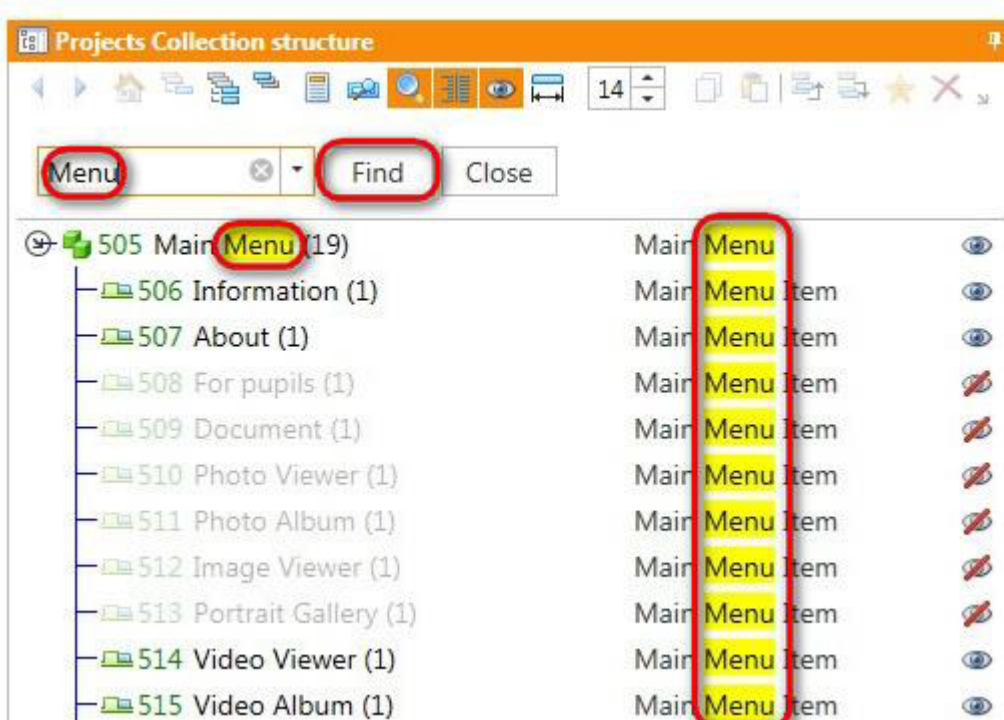 Projects Collection structure
14
Menu Find Close
505 Main Menu (19) Main Menu
506 Information (1) Main Menu Item
507 About (1) Main Menu Item
508 For pupils (1) Main Menu Item
509 Document (1) Main Menu Item
510 Photo Viewer (1) Main Menu Item
511 Photo Album (1) Main Menu Item
512 Image Viewer (1) Main Menu Item
513 Portrait Gallery (1) Main Menu Item
514 Video Viewer (1) Main Menu Item
515 Video Album (1) Main Menu Item